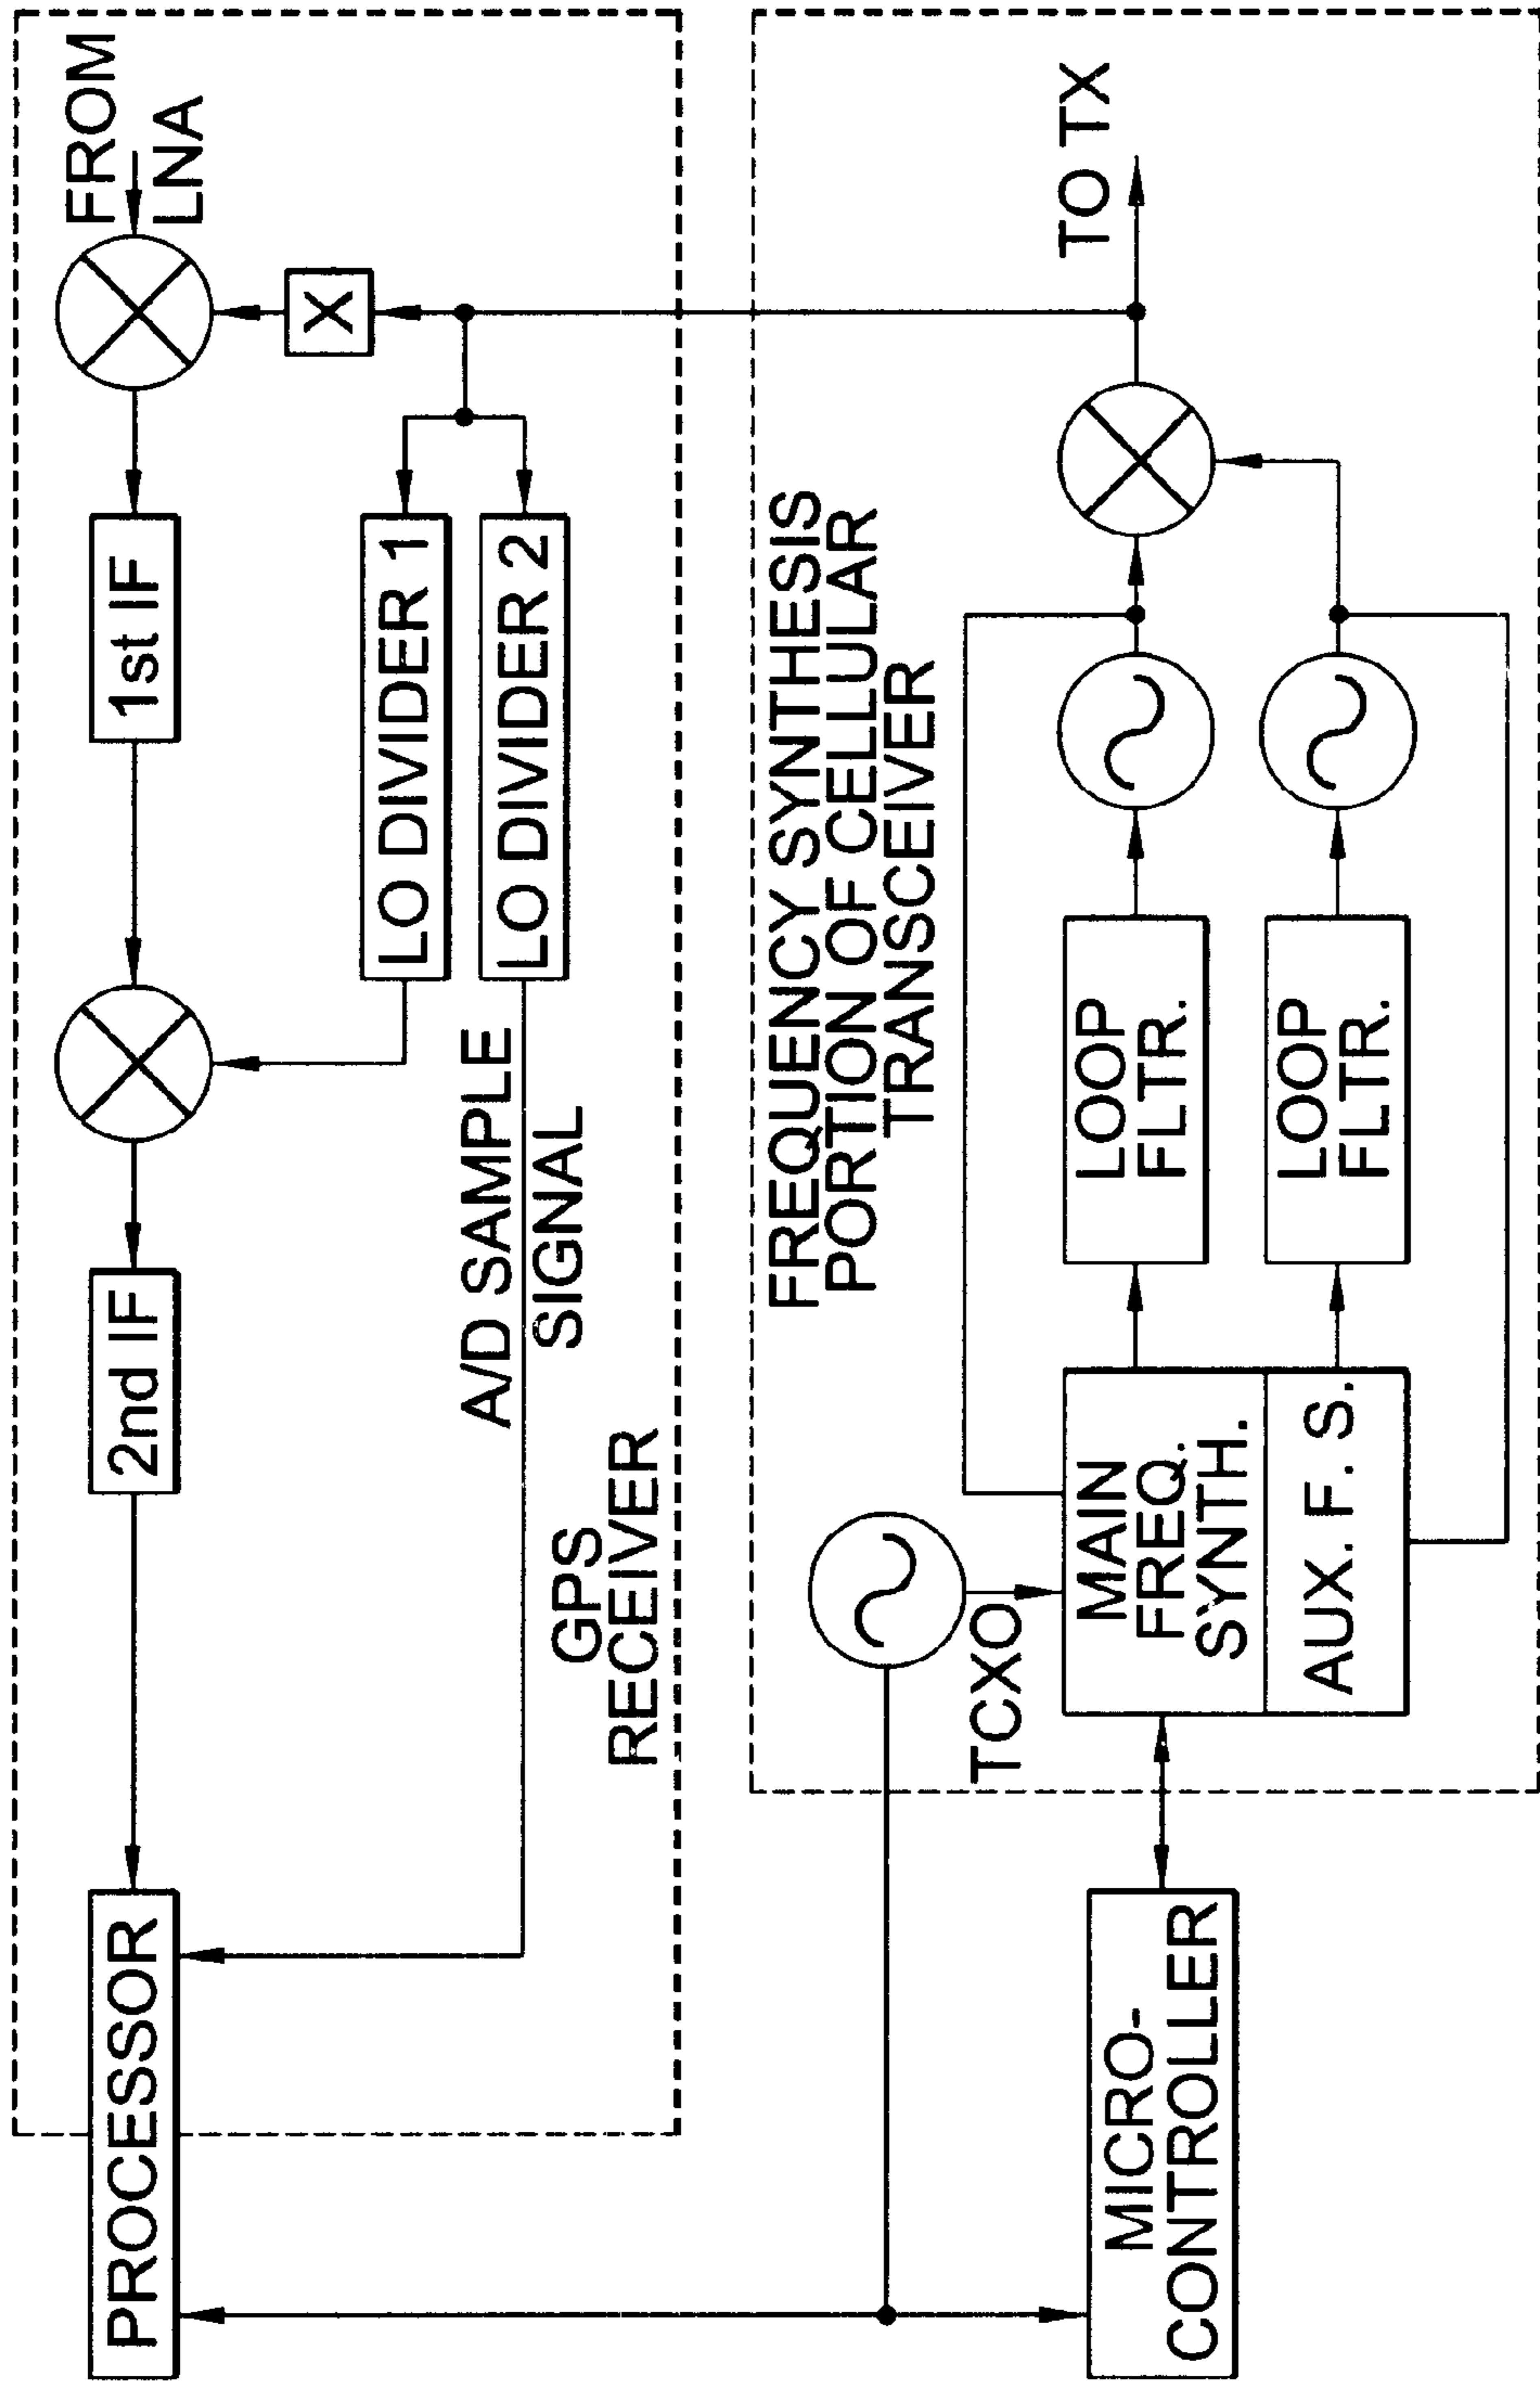 FROM
LNA
X
1st IF
LO DIVIDER 1
LO DIVIDER 2
2nd IF
A/D SAMPLE
SIGNAL
PROCESSOR
GPS
RECEIVER
FREQUENCY SYNTHESIS
PORTION OF CELLULAR
TRANSCEIVER
TO TX
LOOP
FLTR.
LOOP
FLTR.
TCXO
MAIN
FREQ.
SYNTH.
AUX. F. S.
MICRO-
CONTROLLER